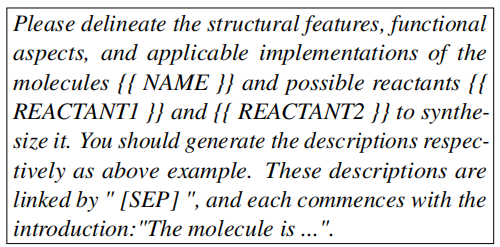 Please delineate the structural features, functional
aspects, and applicable implementations of the
molecules {{ NAME }} and possible reactants {{
REACTANT1 }} and {{ REACTANT2 }} to synthe-
size it. You should generate the descriptions respec-
tively as above example. These descriptions are
linked by " [SEP] ", and each commences with the
introduction:"The molecule is ...".